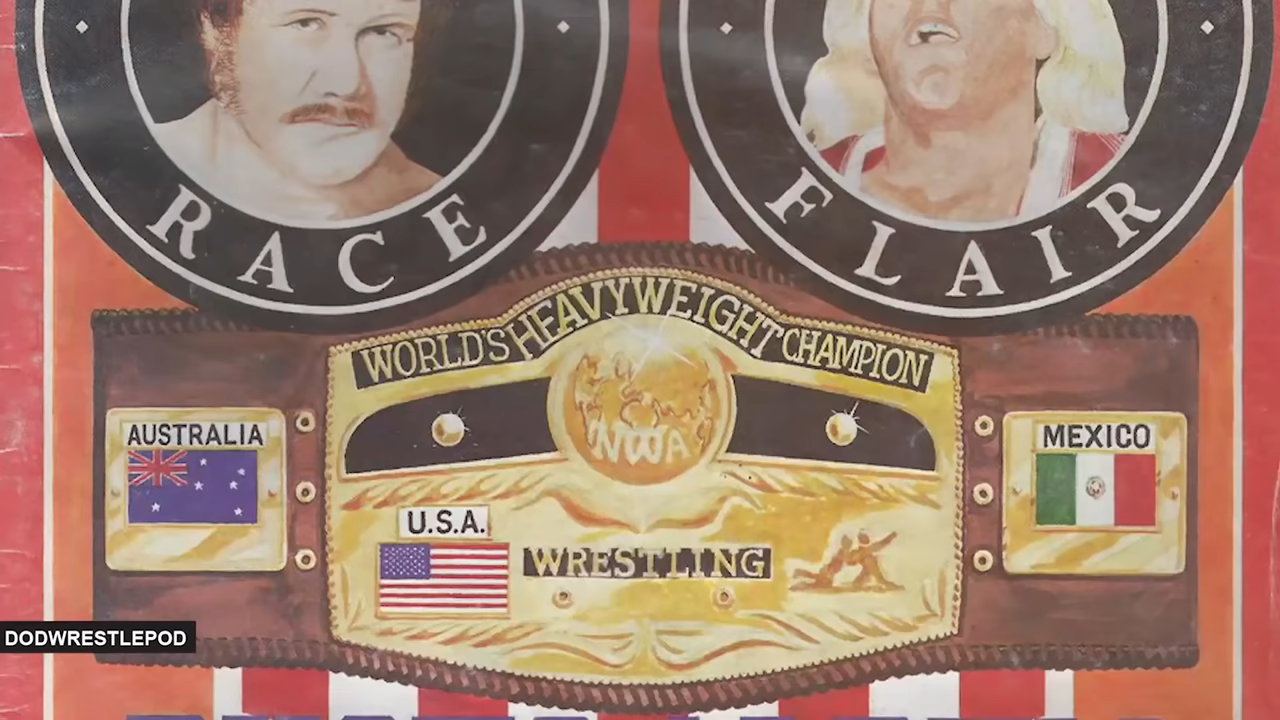 RACE
FLAIR
WORLD'S HEAVYWEIGHT CHAMPION
NWA
AUSTRALIA
MEXICO
U.S.A.
WRESTLING
DODWRESTLEPOD